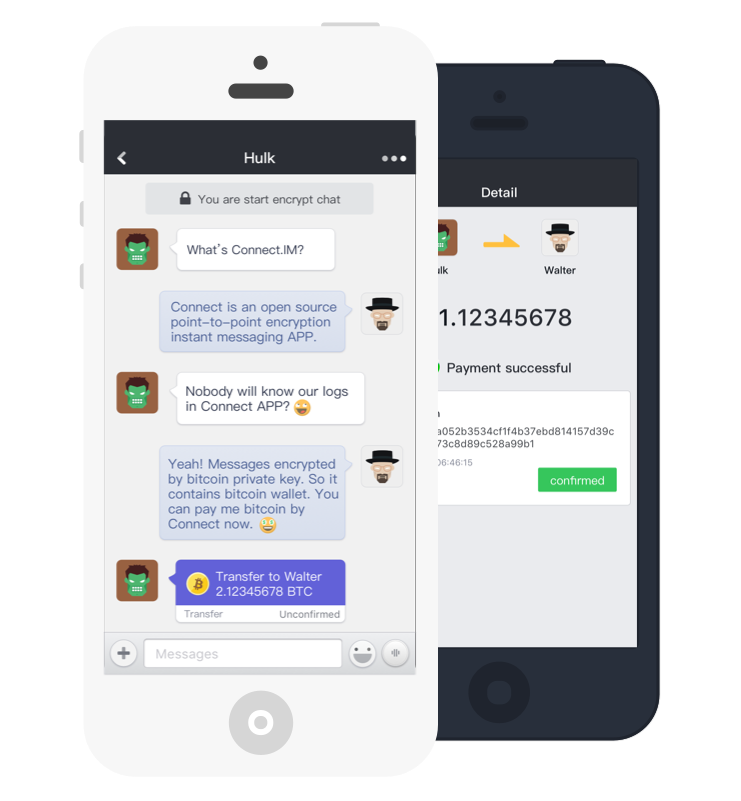 Hulk
You are start encrypt chat
What's Connect.IM?
Connect is an open source
point-to-point encryption
instant messaging APP.
Nobody will know our logs
in Connect APP?
Yeah! Messages encrypted
by bitcoin private key. So it
contains bitcoin wallet. You
can pay me bitcoin by
Connect now.
Transfer to Walter
2.12345678 BTC
Transfer Unconfirmed
Messages
Detail
Walter
1.12345678
Payment successful
a052b3534cf1f4b37ebd814157d39c
73c8d89c528a99b1
06:46:15
confirmed